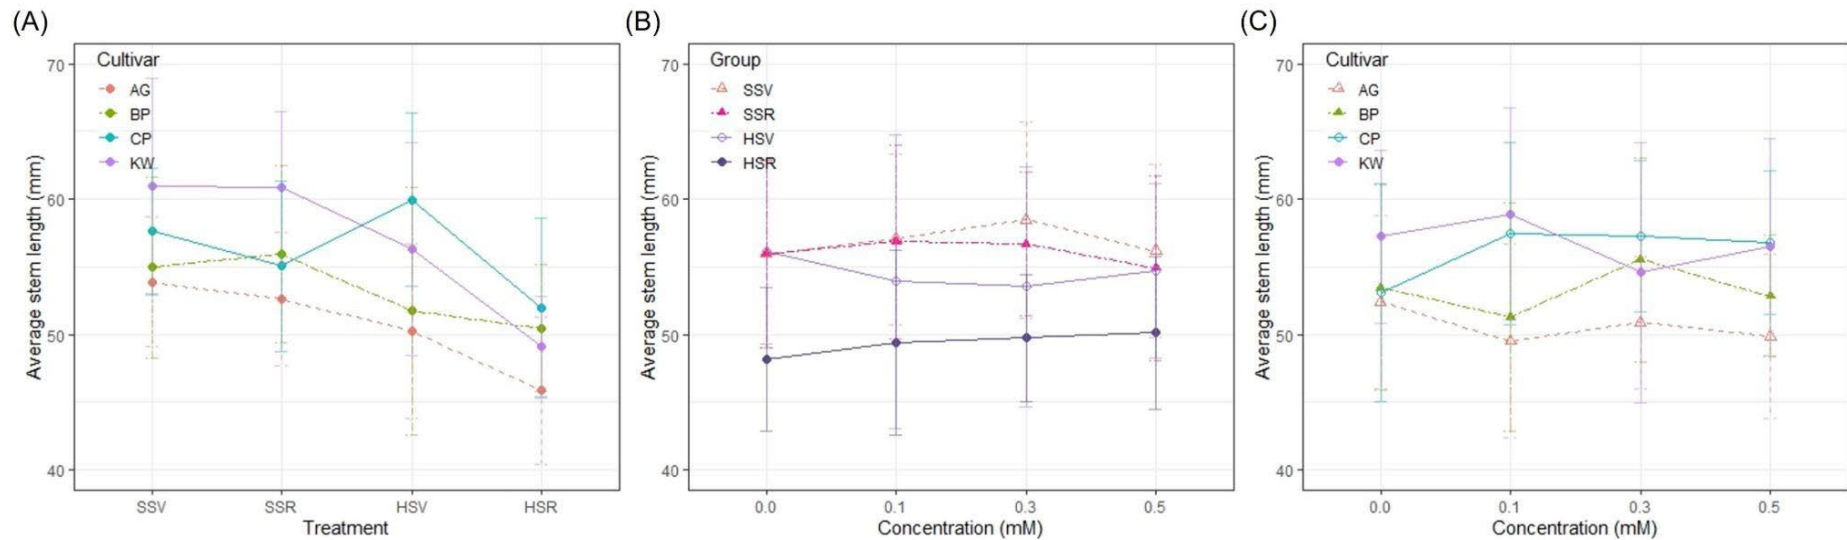 (A)
Cultivar
AG
BP
CP
KW
70
60
50
40
Average stem length (mm)
SSV SSR HSV HSR
Treatment
(B)
Group
SSV
SSR
HSV
HSR
70
60
50
40
Average stem length (mm)
0.0 0.1 0.3 0.5
Concentration (mM)
(C)
Cultivar
AG
BP
CP
KW
70
60
50
40
Average stem length (mm)
0.0 0.1 0.3 0.5
Concentration (mM)